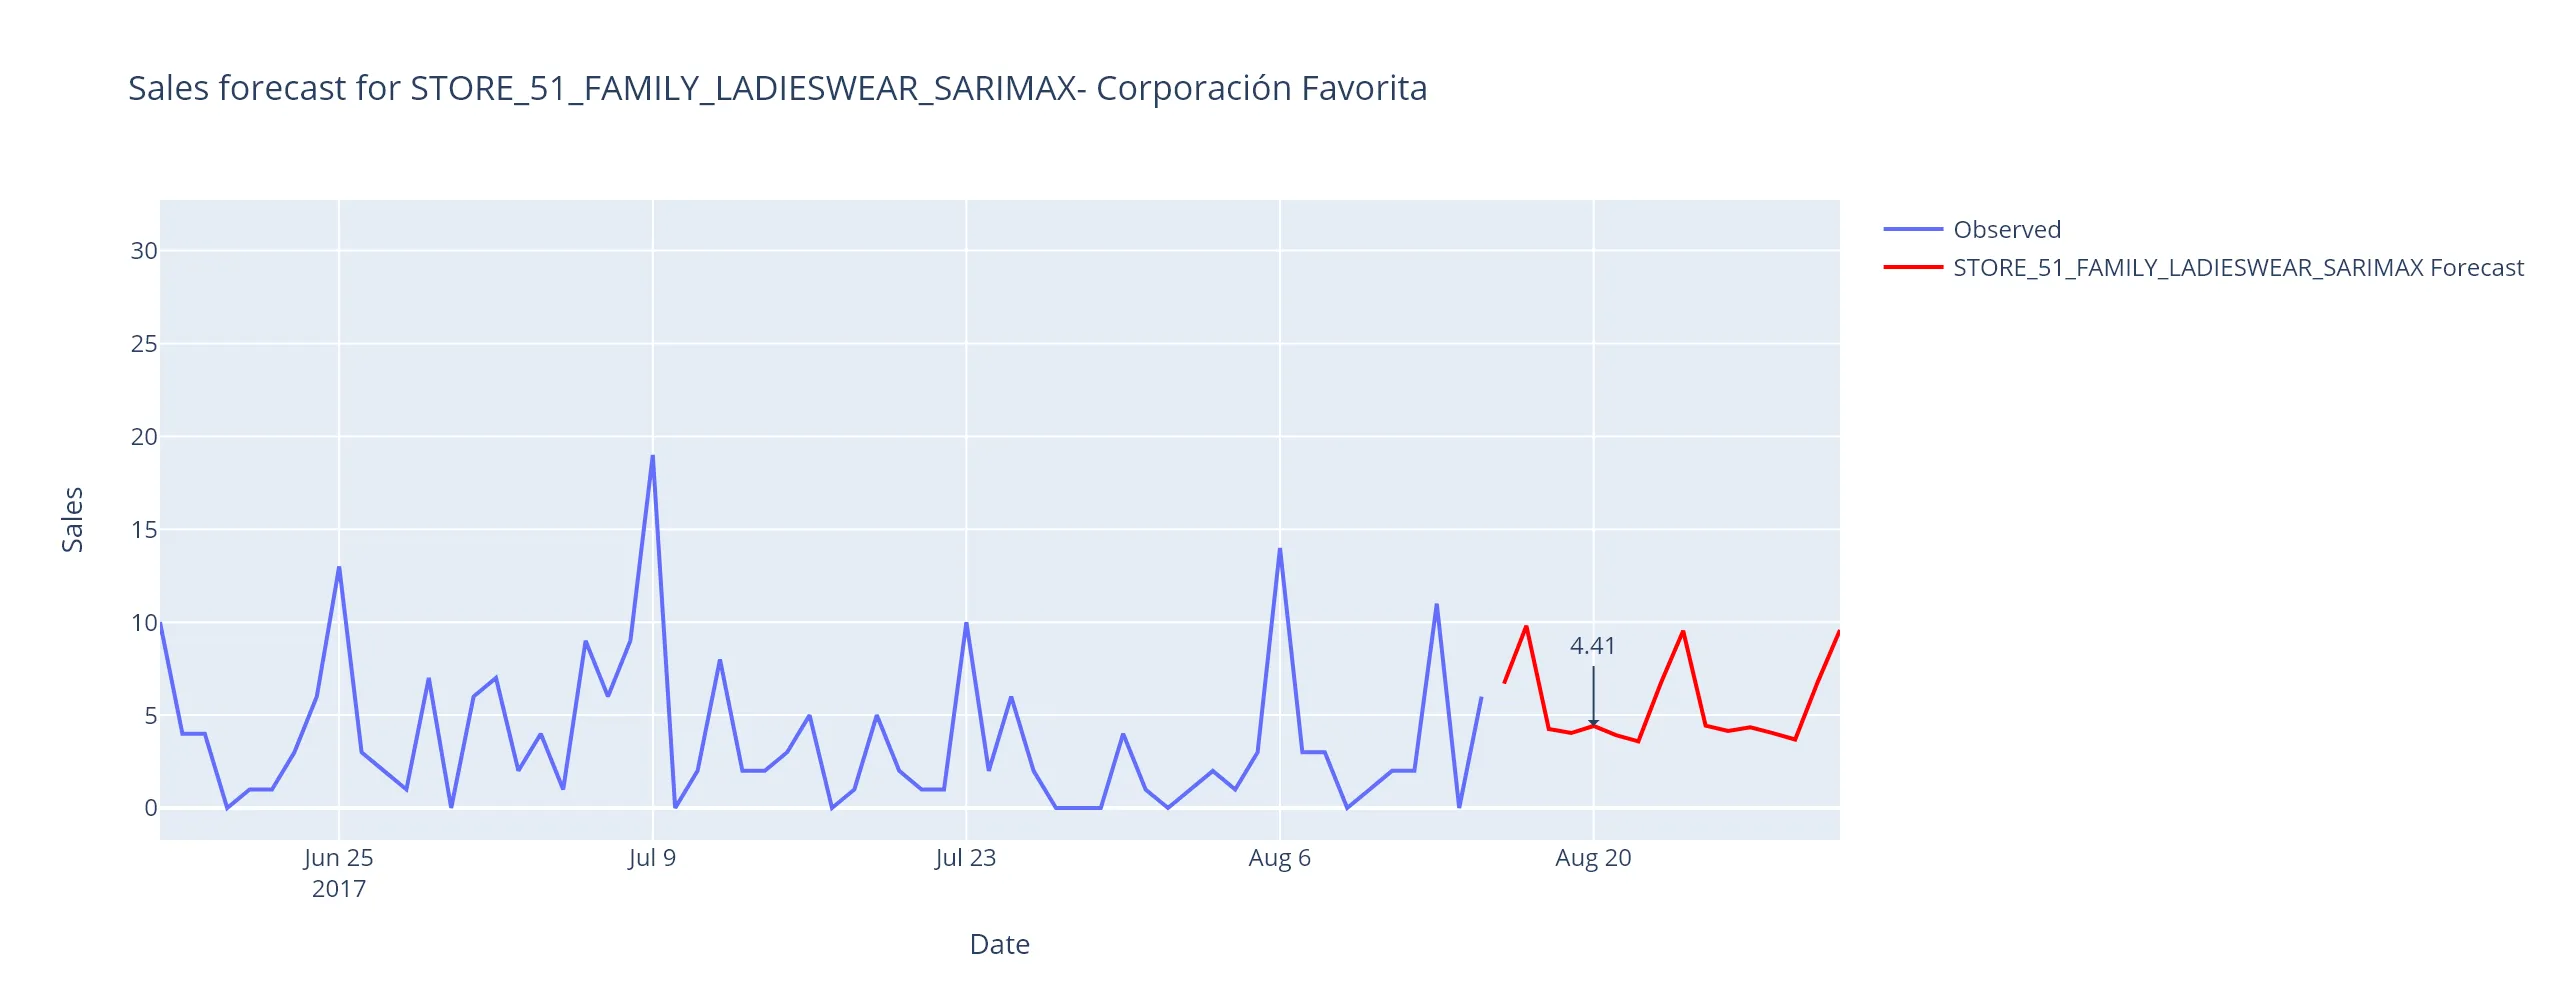 Sales forecast for STORE_51_FAMILY_LADIESWEAR_SARIMAX- Corporación Favorita
Observed
STORE_51_FAMILY_LADIESWEAR_SARIMAX Forecast
30
25
20
15
10
5
0
Sales
4.41
Jun 25
2017
Jul 9
Jul 23
Aug 6
Aug 20
Date